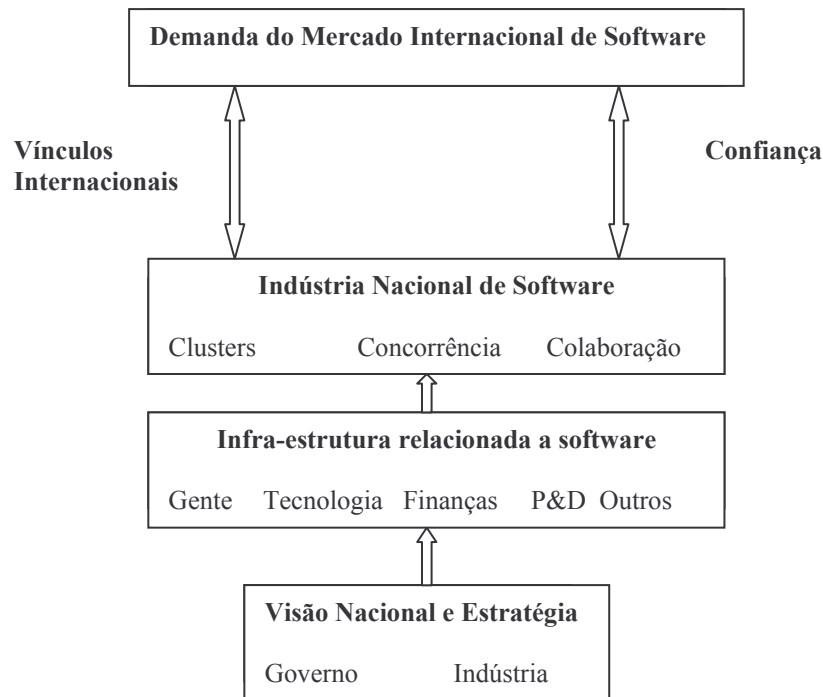 Demanda do Mercado Internacional de Software
Vínculos
Internacionais
Confiança
Indústria Nacional de Software
Clusters Concorrência Colaboração
Infra-estrutura relacionada a software
Gente Tecnologia Finanças P&D Outros
Visão Nacional e Estratégia
Governo Indústria